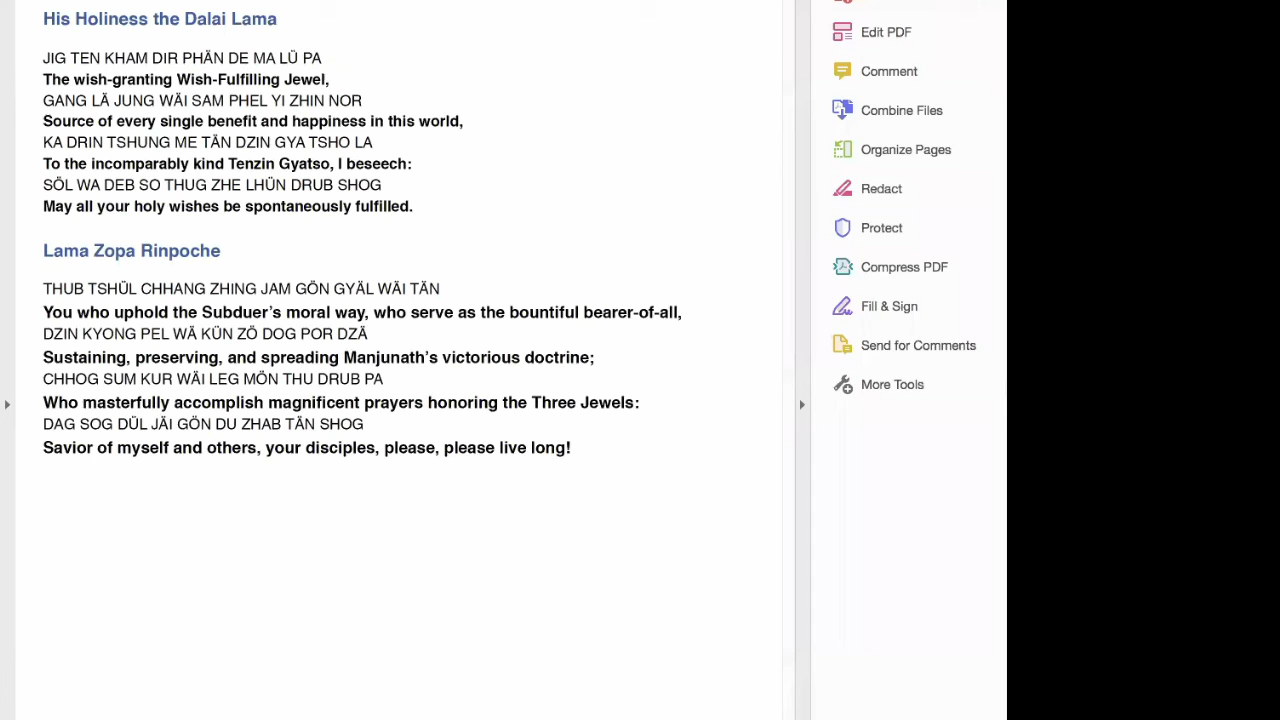 His Holiness the Dalai Lama
JIG TEN KHAM DIR PHÄN DE MA LÜ PA
The wish-granting Wish-Fulfilling Jewel,
GANG LÄ JUNG WÄI SAM PHEL YI ZHIN NOR
Source of every single benefit and happiness in this world,
KA DRIN TSHUNG ME TÄN DZIN GYA TSHO LA
To the incomparably kind Tenzin Gyatso, I beseech:
SÖL WA DEB SO THUG ZHE LHÜN DRUB SHOG
May all your holy wishes be spontaneously fulfilled.
Lama Zopa Rinpoche
THUB TSHÜL CHHANG ZHING JAM GÖN GYÄL WÄI TÄN
You who uphold the Subduer’s moral way, who serve as the bountiful bearer-of-all,
DZIN KYONG PEL WÄ KÜN ZÖ DOG POR DZÄ
Sustaining, preserving, and spreading Manjunath’s victorious doctrine;
CHHOG SUM KUR WÄI LEG MÖN THU DRUB PA
Who masterfully accomplish magnificent prayers honoring the Three Jewels:
DAG SOG DÜL JÄI GÖN DU ZHAB TÄN SHOG
Savior of myself and others, your disciples, please, please live long!
Edit PDF
Comment
Combine Files
Organize Pages
Redact
Protect
Compress PDF
Fill & Sign
Send for Comments
More Tools